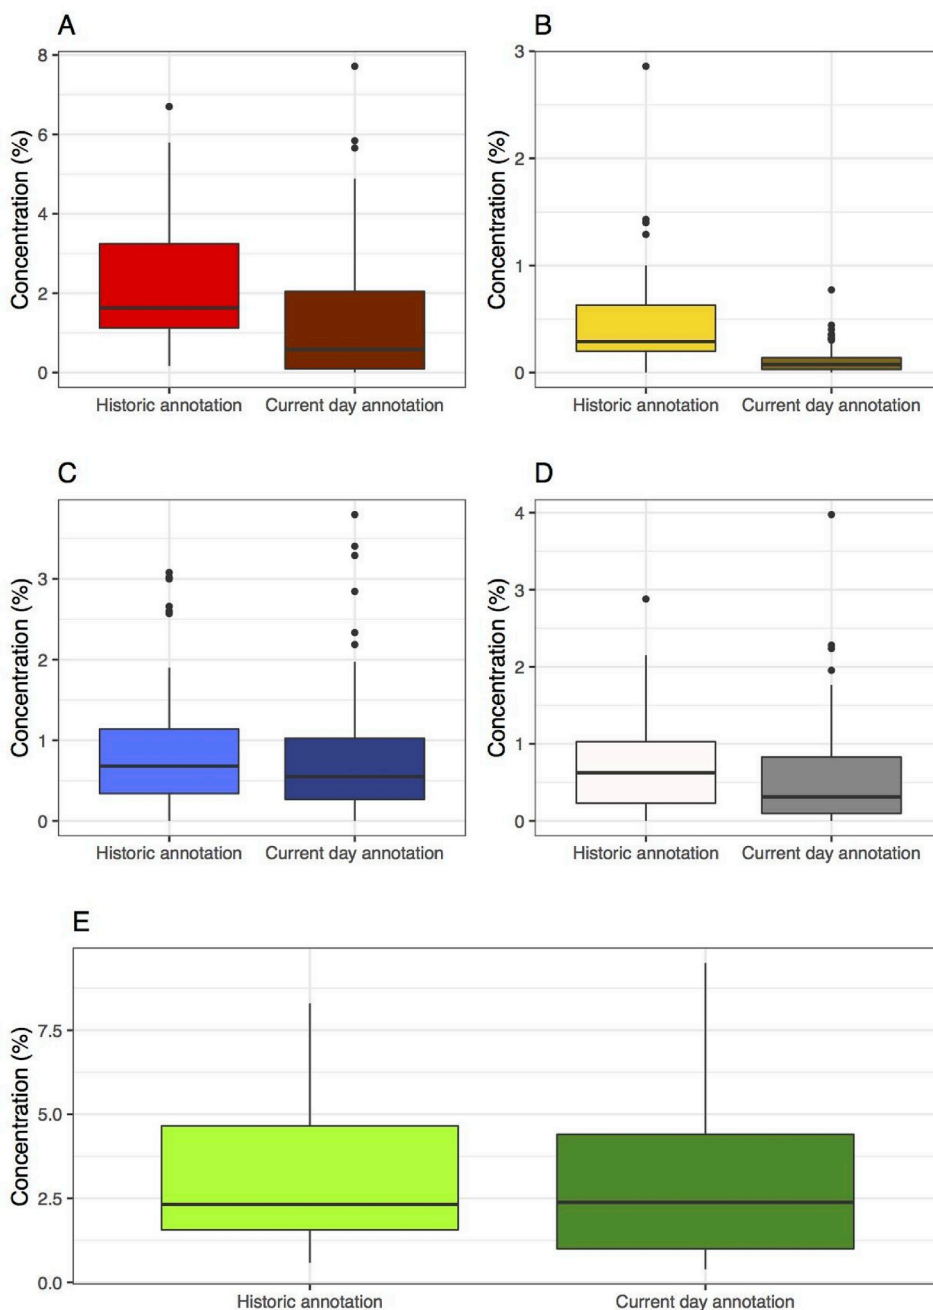 A
B
Concentration (%)
8
6
4
2
0
Historic annotation
Current day annotation
Concentration (%)
3
2
1
0
Historic annotation
Current day annotation
C
D
Concentration (%)
3
2
1
0
Historic annotation
Current day annotation
Concentration (%)
4
3
2
1
0
Historic annotation
Current day annotation
E
Concentration (%)
7.5
5.0
2.5
0.0
Historic annotation
Current day annotation